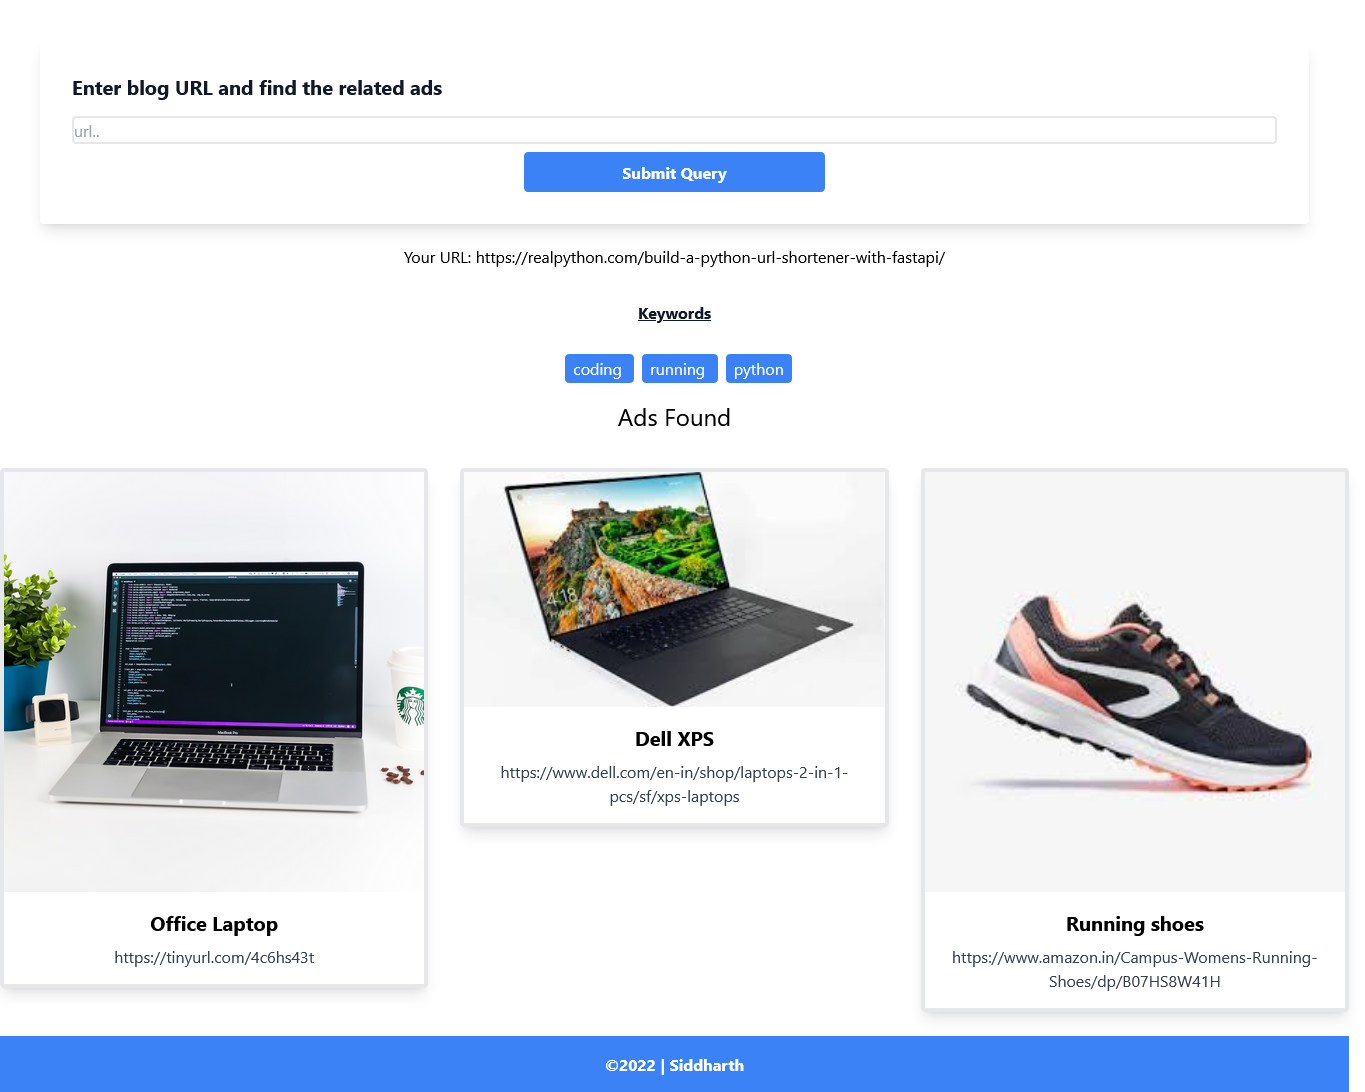 Enter blog URL and find the related ads
url..
Submit Query
Your URL: https://realpython.com/build-a-python-url-shortener-with-fastapi/
Keywords
coding running python
Ads Found
4:18
MacBook Pro
Office Laptop
https://tinyurl.com/4c6hs43t
Dell XPS
https://www.dell.com/en-in/shop/laptops-2-in-1-
pcs/sf/xps-laptops
Running shoes
https://www.amazon.in/Campus-Womens-Running-
Shoes/dp/B07HS8W41H
©2022 | Siddharth